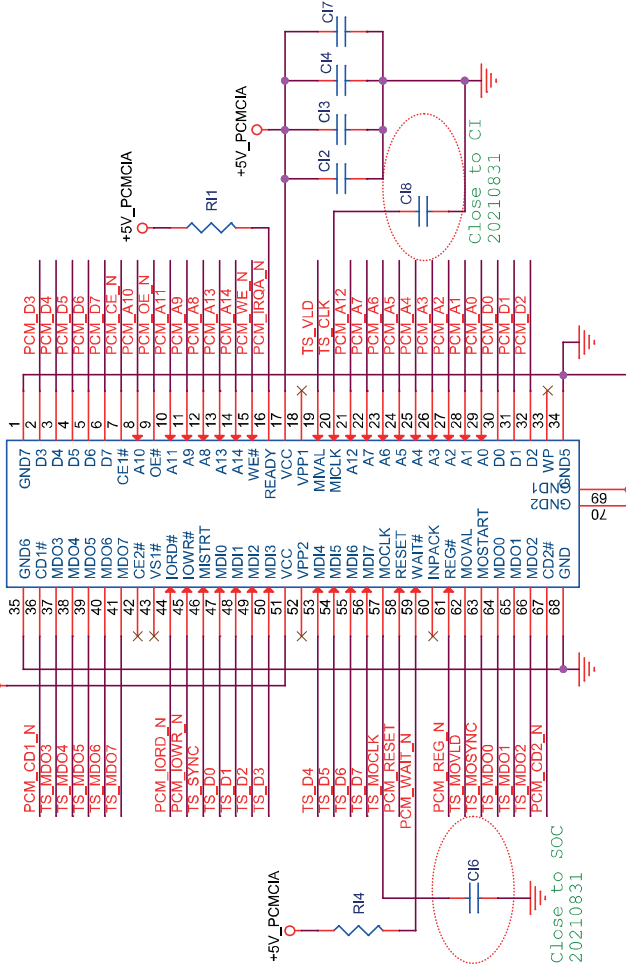 CI7
CI4
CI3
CI2
+5V_PCMCIA
+5V_PCMCIA
RI1
CI8
Close to CI
20210831
PCM_D3
PCM_D4
PCM_D5
PCM_D6
PCM_D7
PCM_CE_N
PCM_A10
PCM_OE_N
PCM_A11
PCM_A9
PCM_A8
PCM_A13
PCM_A14
PCM_WE_N
PCM_IRQA_N
TS_VLD
TS_CLK
PCM_A12
PCM_A7
PCM_A6
PCM_A5
PCM_A4
PCM_A3
PCM_A2
PCM_A1
PCM_A0
PCM_D0
PCM_D1
PCM_D2
1
2
3
4
5
6
7
8
9
10
11
12
13
14
15
16
17
18
19
20
21
22
23
24
25
26
27
28
29
30
31
32
33
34
GND7
D3
D4
D5
D6
D7
CE1#
A10
OE#
A11
A9
A8
A13
A14
WE#
READY
VCC
VPP1
MIVAL
MICLK
A12
A7
A6
A5
A4
A3
A2
A1
A0
D0
D1
D2
WP
GND5
GND1
GND2
69
70
GND6
CD1#
MDO3
MDO4
MDO5
MDO6
MDO7
CE2#
VS1#
IORD#
IOWR#
MISTRT
MDI0
MDI1
MDI2
MDI3
VCC
VPP2
MDI4
MDI5
MDI6
MDI7
MOCLK
RESET
WAIT#
INPACK
REG#
MOVAL
MOSTART
MDO0
MDO1
MDO2
CD2#
GND
35
36
37
38
39
40
41
42
43
44
45
46
47
48
49
50
51
52
53
54
55
56
57
58
59
60
61
62
63
64
65
66
67
68
PCM_CD1_N
TS_MDO3
TS_MDO4
TS_MDO5
TS_MDO6
TS_MDO7
PCM_IORD_N
PCM_IOWR_N
TS_SYNC
TS_D0
TS_D1
TS_D2
TS_D3
TS_D4
TS_D5
TS_D6
TS_D7
TS_MOCLK
PCM_RESET
PCM_WAIT_N
PCM_REG_N
TS_MOVLD
TS_MOSYNC
TS_MDO0
TS_MDO1
TS_MDO2
PCM_CD2_N
+5V_PCMCIA
RI4
CI6
Close to SOC
20210831